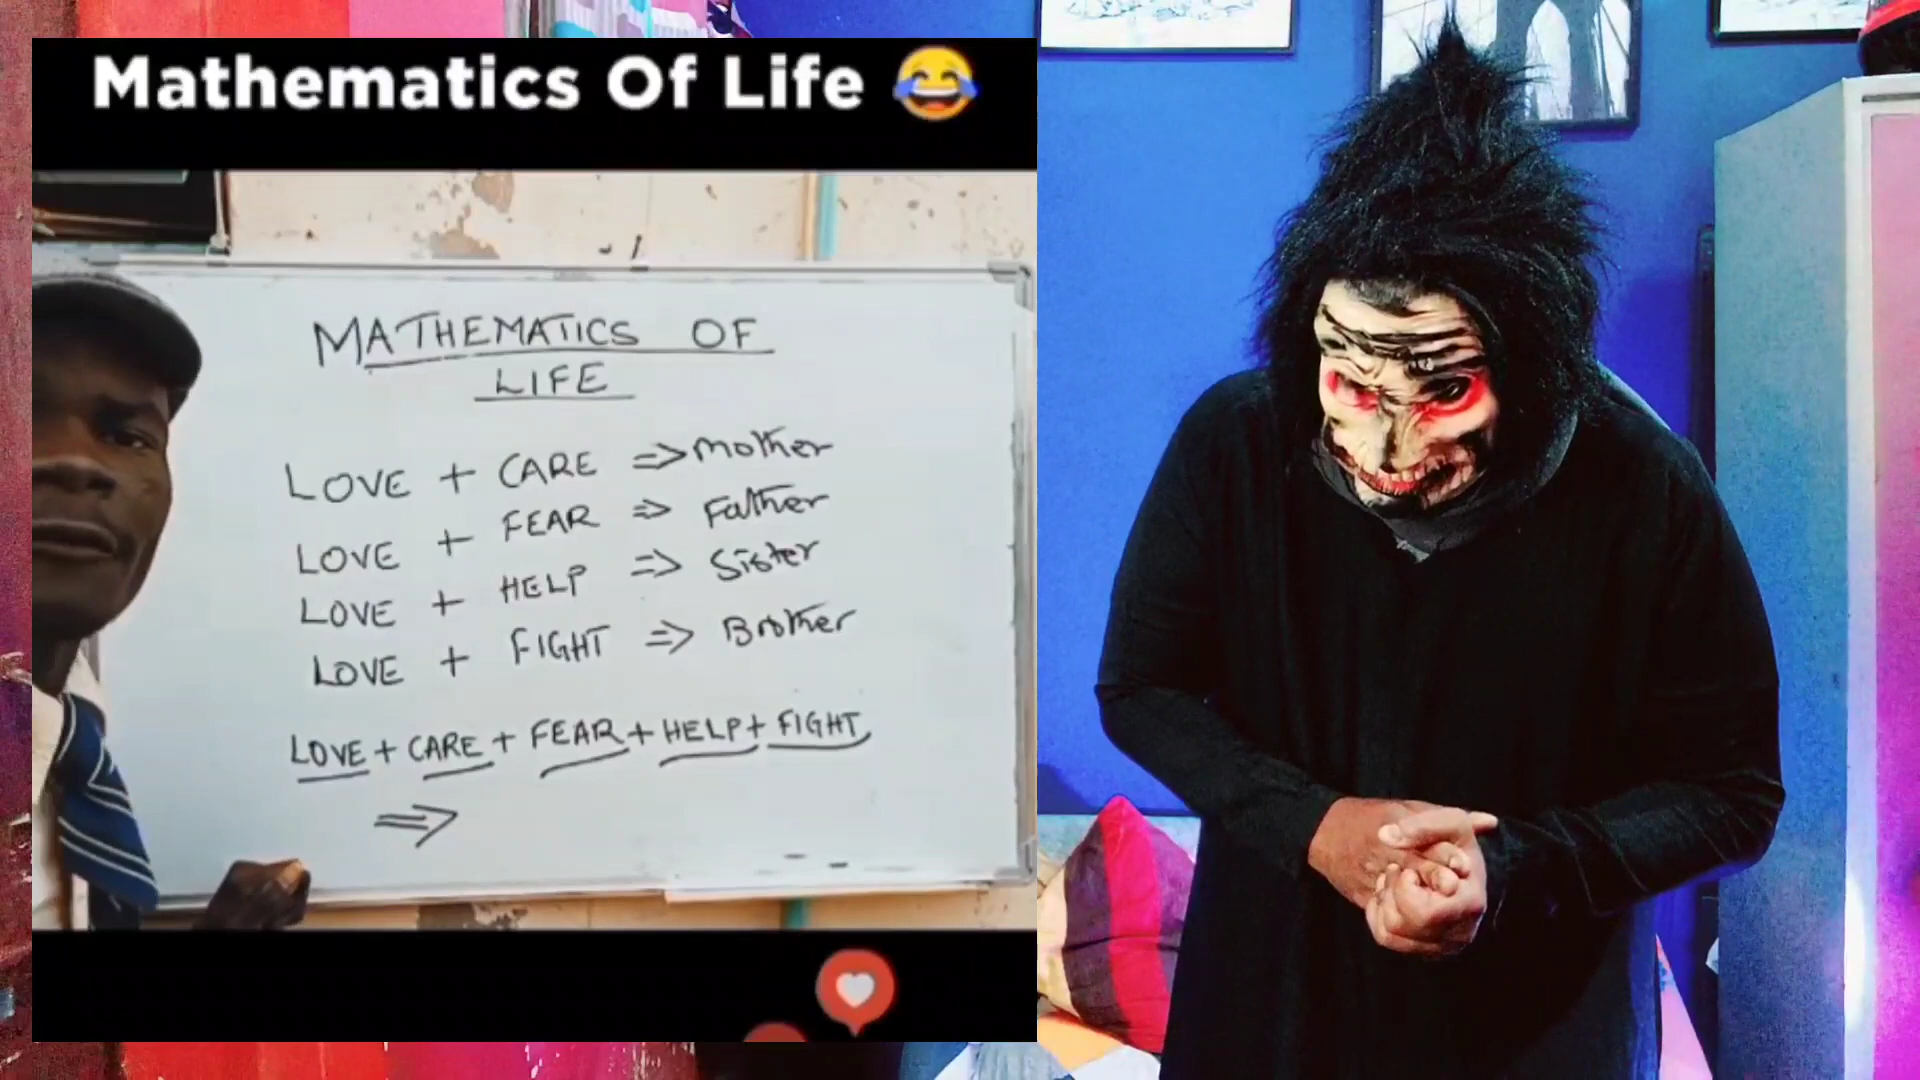 Mathematics Of Life 😂
MATHEMATICS OF
LIFE
LOVE + CARE => Mother
LOVE + FEAR => Father
LOVE + HELP => Sister
LOVE + FIGHT => Brother
LOVE + CARE + FEAR + HELP + FIGHT
=>